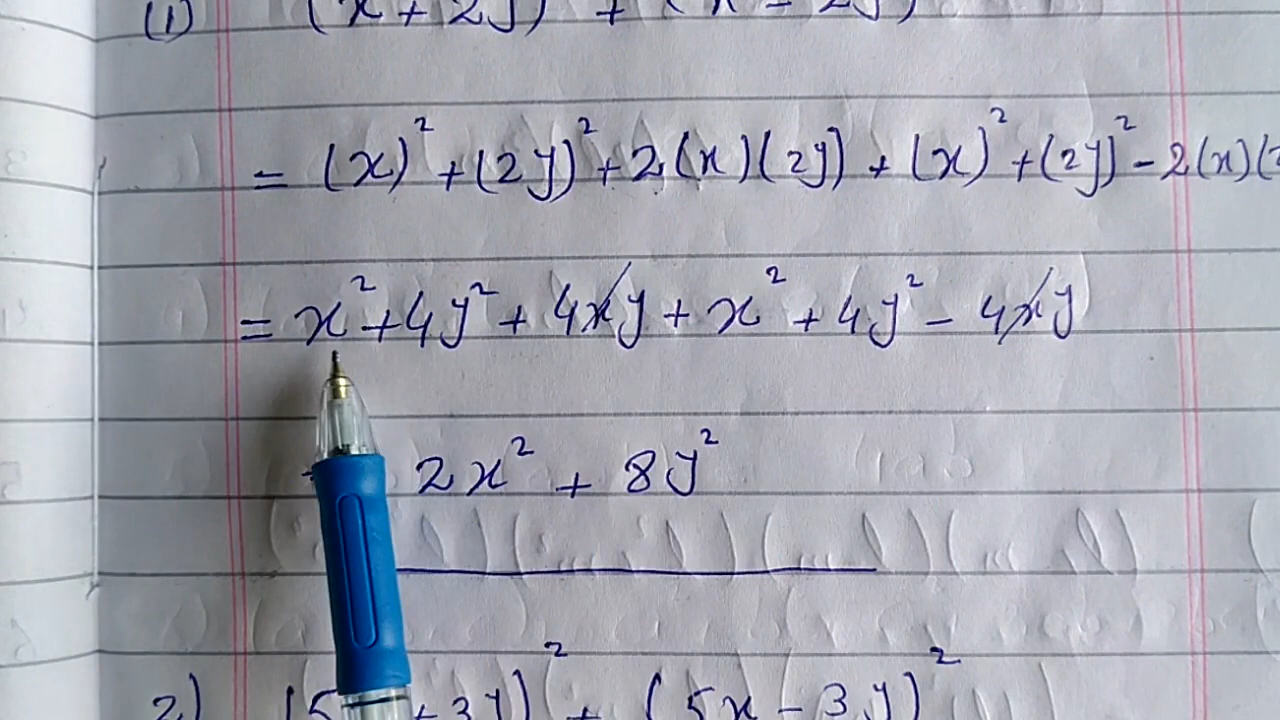 (1) (x + 2y) + (x - 2y)
= (x)² + (2y)² + 2(x)(2y) + (x)² + (2y)² - 2(x)(2
= x² + 4y² + 4xy + x² + 4y² - 4xy
2x² + 8y²
2) (5 + 3y)² + (5x - 3y)²